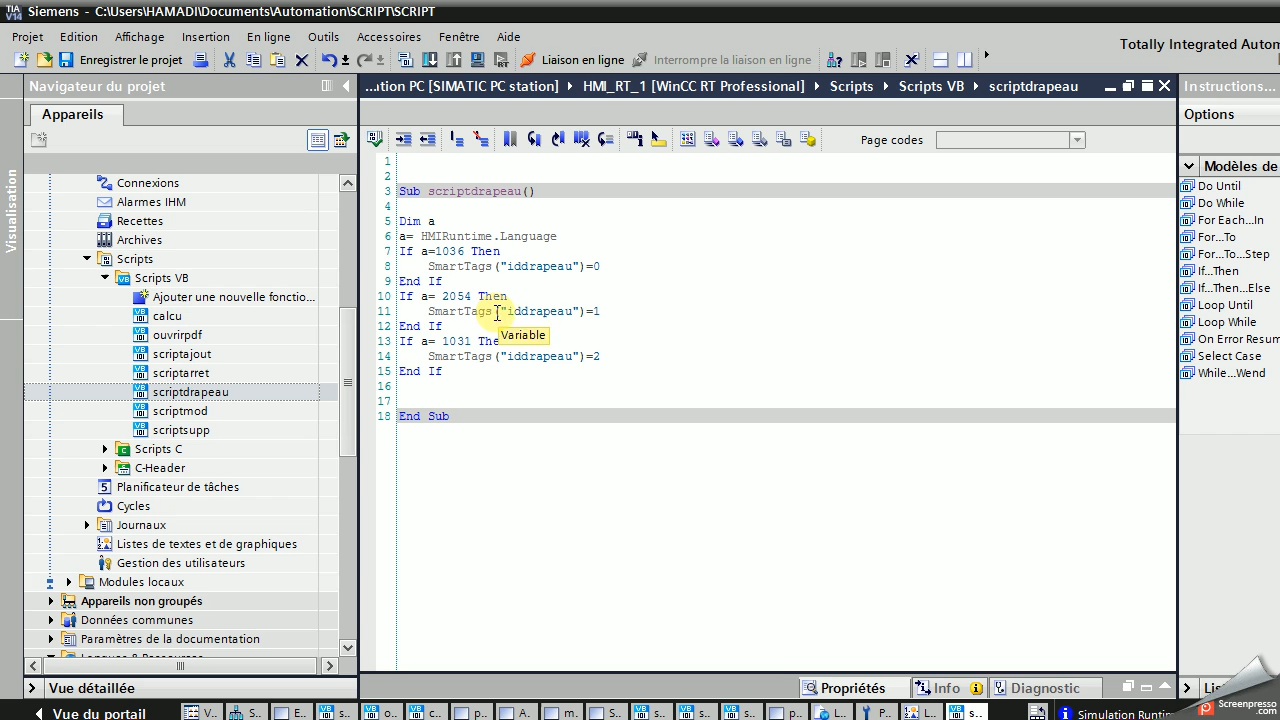 TIA V14 Siemens - C:\Users\HAMADI\Documents\Automation\SCRIPT\SCRIPT
Projet Edition Affichage Insertion En ligne Outils Accessoires Fenêtre Aide
Totally Integrated
Enregistrer le projet Liaison en ligne Interrompre la liaison en ligne
Navigateur du projet
Appareils
Visualisation
Connexions
Alarmes IHM
Recettes
Archives
Scripts
Scripts VB
Ajouter une nouvelle fonctio...
calcu
ouvrirpdf
scriptajout
scriptarret
scriptdrapeau
scriptmod
scriptsupp
Scripts C
C-Header
Planificateur de tâches
Cycles
Journaux
Listes de textes et de graphiques
Gestion des utilisateurs
Modules locaux
Appareils non groupés
Données communes
Paramètres de la documentation
Vue détaillée
Vue du portail
...ation PC [SIMATIC PC station] HMI_RT_1 [WinCC RT Professional] Scripts Scripts VB scriptdrapeau
Page codes
1
2
3 Sub scriptdrapeau()
4
5 Dim a
6 a= HMIRuntime.Language
7 If a=1036 Then
8 SmartTags("iddrapeau")=0
9 End If
10 If a= 2054 Then
11 SmartTags("iddrapeau")=1
12 End If
Variable
13 If a= 1031 The
14 SmartTags("iddrapeau")=2
15 End If
16
17
18 End Sub
Propriétés Info Diagnostic
Instructions...
Options
Modèles de
Do Until
Do While
For Each...In
For...To
For...To...Step
If...Then
If...Then...Else
Loop Until
Loop While
On Error Resum
Select Case
While...Wend
V... S... E... s... o... c... p... A... m... S... s... s... s... p... L... P... L... s...
Simulation Runtim
Screenpresso